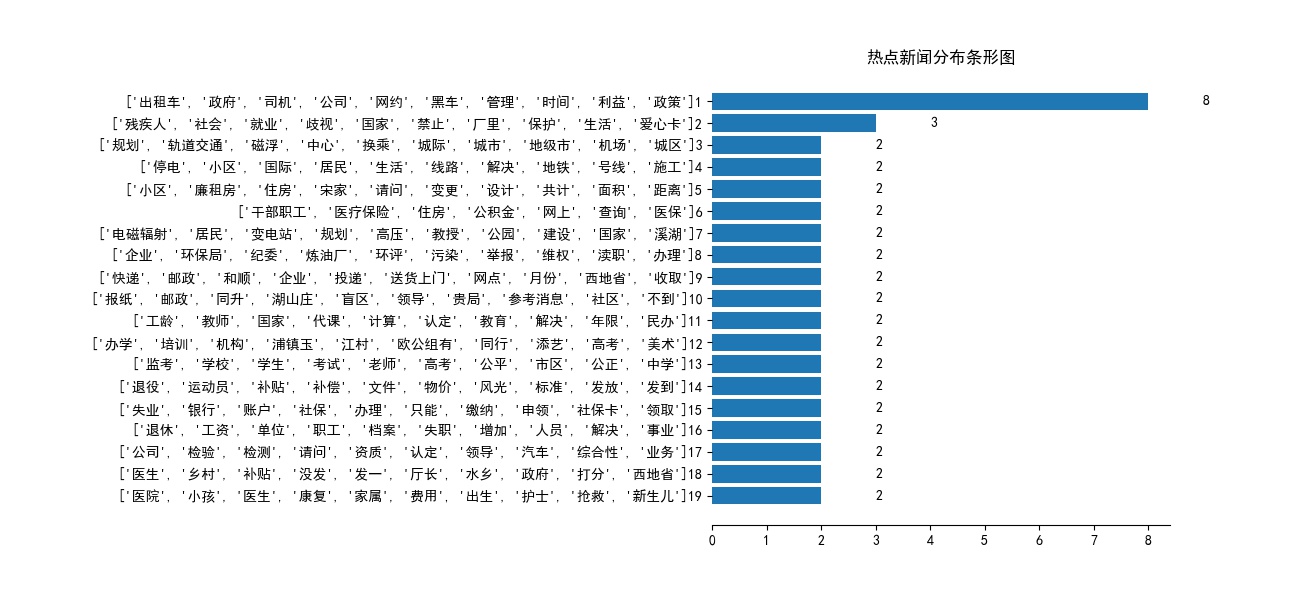 热点新闻分布条形图
['出租车', '政府', '司机', '公司', '网约', '黑车', '管理', '时间', '利益', '政策']1 8
['残疾人', '社会', '就业', '歧视', '国家', '禁止', '厂里', '保护', '生活', '爱心卡']2 3
['规划', '轨道交通', '磁浮', '中心', '换乘', '城际', '城市', '地级市', '机场', '城区']3 2
['停电', '小区', '国际', '居民', '生活', '线路', '解决', '地铁', '号线', '施工']4 2
['小区', '廉租房', '住房', '宋家', '请问', '变更', '设计', '共计', '面积', '距离']5 2
['干部职工', '医疗保险', '住房', '公积金', '网上', '查询', '医保']6 2
['电磁辐射', '居民', '变电站', '规划', '高压', '教授', '公园', '建设', '国家', '溪湖']7 2
['企业', '环保局', '纪委', '炼油厂', '环评', '污染', '举报', '维权', '渎职', '办理']8 2
['快递', '邮政', '和顺', '企业', '投递', '送货上门', '网点', '月份', '西地省', '收取']9 2
['报纸', '邮政', '同升', '湖山庄', '盲区', '领导', '贵局', '参考消息', '社区', '不到']10 2
['工龄', '教师', '国家', '代课', '计算', '认定', '教育', '解决', '年限', '民办']11 2
['办学', '培训', '机构', '浦镇玉', '江村', '欧公组有', '同行', '添艺', '高考', '美术']12 2
['监考', '学校', '学生', '考试', '老师', '高考', '公平', '市区', '公正', '中学']13 2
['退役', '运动员', '补贴', '补偿', '文件', '物价', '风光', '标准', '发放', '发到']14 2
['失业', '银行', '账户', '社保', '办理', '只能', '缴纳', '申领', '社保卡', '领取']15 2
['退休', '工资', '单位', '职工', '档案', '失职', '增加', '人员', '解决', '事业']16 2
['公司', '检验', '检测', '请问', '资质', '认定', '领导', '汽车', '综合性', '业务']17 2
['医生', '乡村', '补贴', '没发', '发一', '厅长', '水乡', '政府', '打分', '西地省']18 2
['医院', '小孩', '医生', '康复', '家属', '费用', '出生', '护士', '抢救', '新生儿']19 2
0 1 2 3 4 5 6 7 8